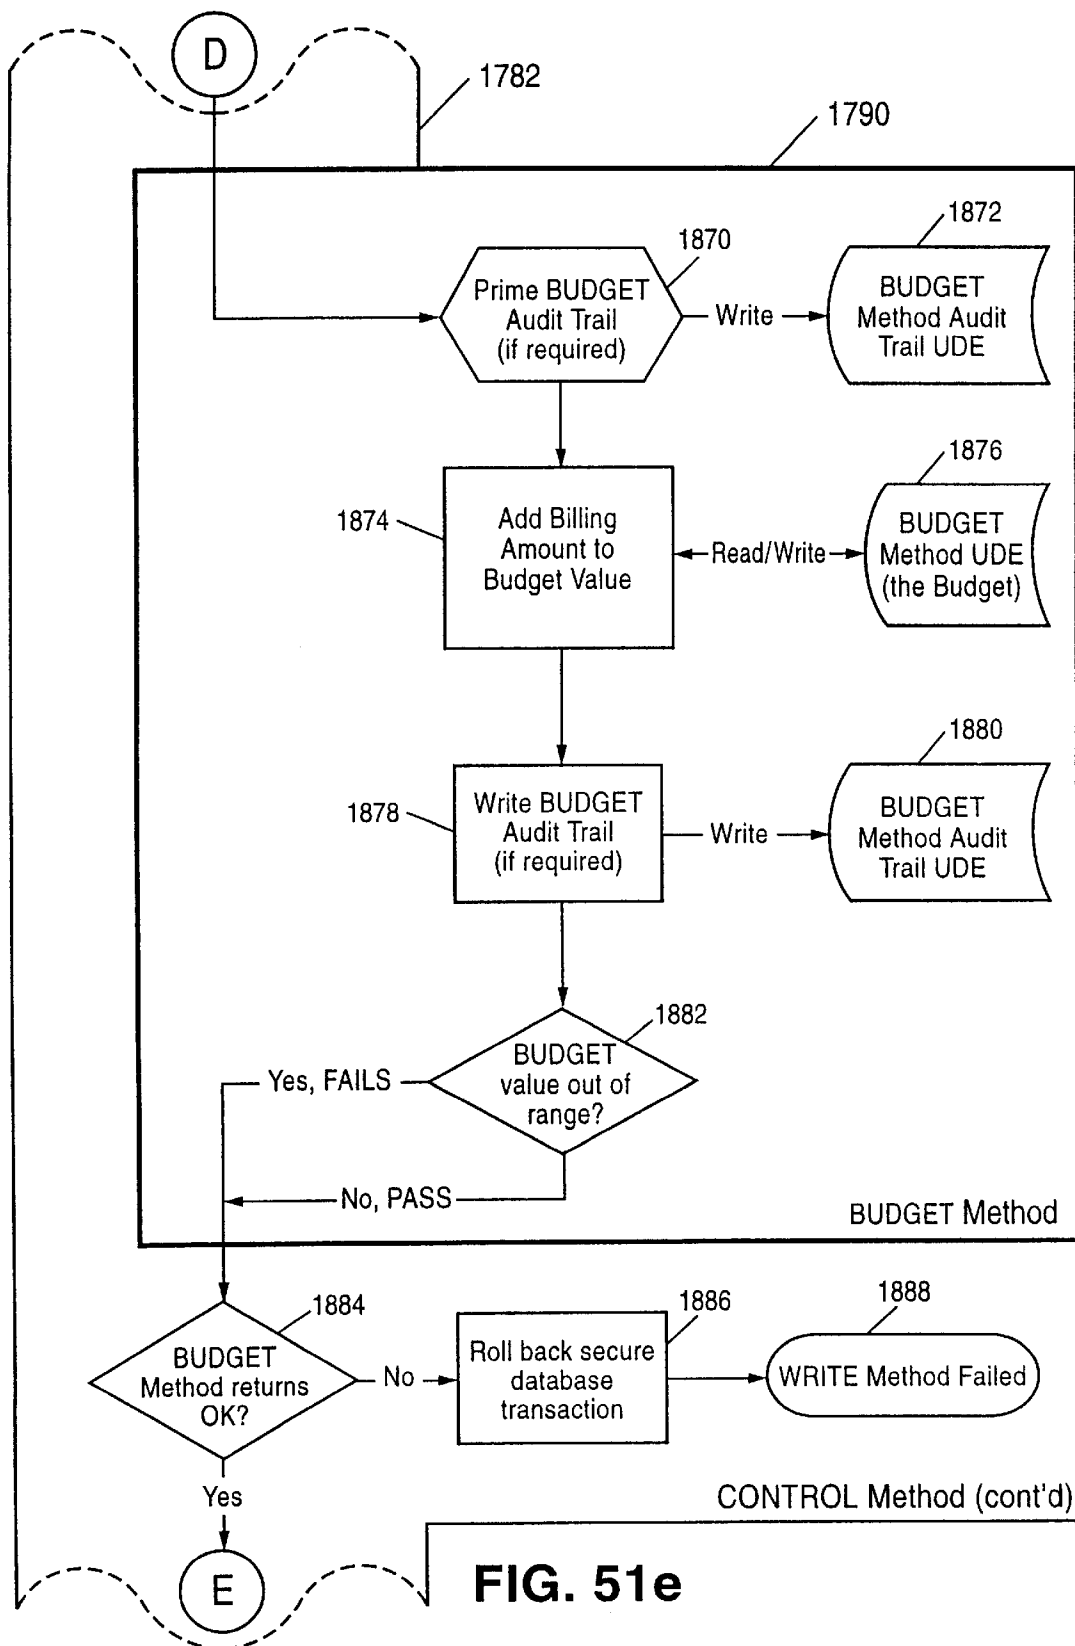 D
1782
1790
1870
Prime BUDGET
Audit Trail
(if required)
Write
1872
BUDGET
Method Audit
Trail UDE
1874
Add Billing
Amount to
Budget Value
Read/Write
1876
BUDGET
Method UDE
(the Budget)
1878
Write BUDGET
Audit Trail
(if required)
Write
1880
BUDGET
Method Audit
Trail UDE
1882
BUDGET
value out of
range?
Yes, FAILS
No, PASS
BUDGET Method
1884
BUDGET
Method returns
OK?
No
1886
Roll back secure
database
transaction
1888
WRITE Method Failed
Yes
CONTROL Method (cont'd)
E
FIG. 51e